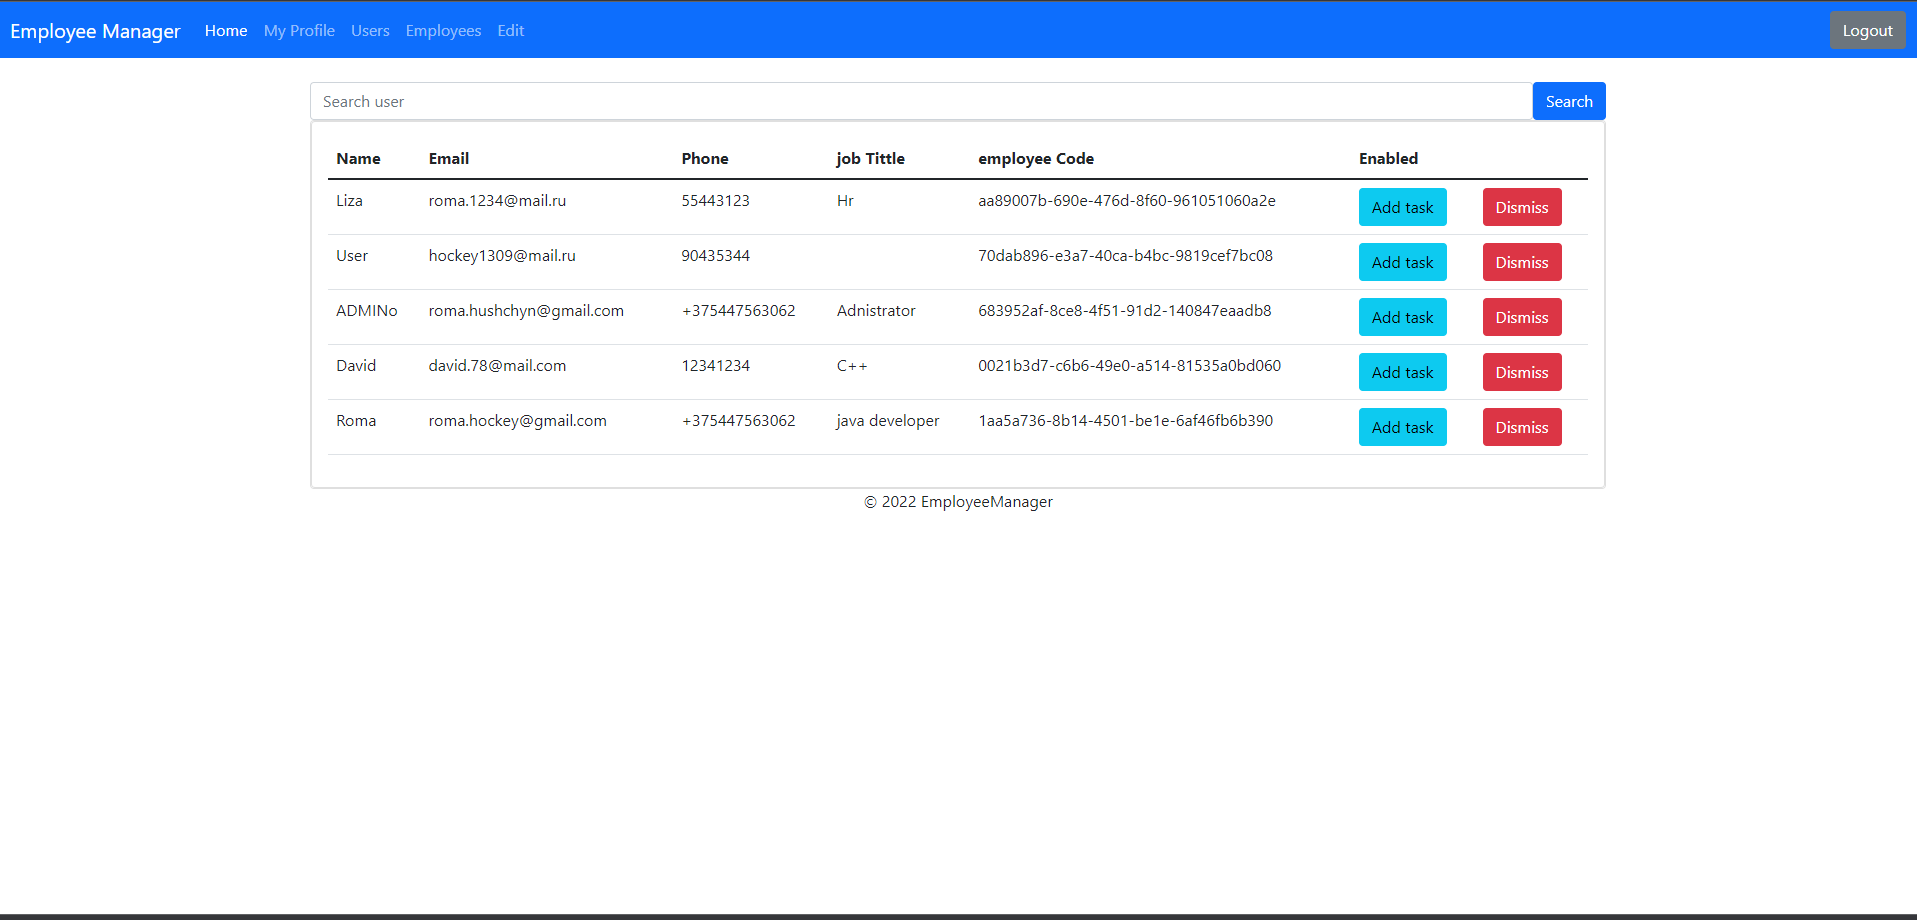 Employee Manager Home My Profile Users Employees Edit Logout
Search user Search
Name Email Phone job Tittle employee Code Enabled
Liza roma.1234@mail.ru 55443123 Hr aa89007b-690e-476d-8f60-961051060a2e Add task Dismiss
User hockey1309@mail.ru 90435344 70dab896-e3a7-40ca-b4bc-9819cef7bc08 Add task Dismiss
ADMINo roma.hushchyn@gmail.com +375447563062 Adnistrator 683952af-8ce8-4f51-91d2-140847eaadb8 Add task Dismiss
David david.78@mail.com 12341234 C++ 0021b3d7-c6b6-49e0-a514-81535a0bd060 Add task Dismiss
Roma roma.hockey@gmail.com +375447563062 java developer 1aa5a736-8b14-4501-be1e-6af46fb6b390 Add task Dismiss
© 2022 EmployeeManager